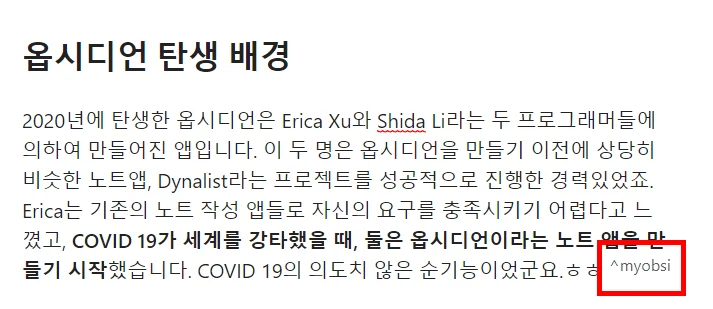 옵시디언 탄생 배경
2020년에 탄생한 옵시디언은 Erica Xu와 Shida Li라는 두 프로그래머들에
의하여 만들어진 앱입니다. 이 두 명은 옵시디언을 만들기 이전에 상당히
비슷한 노트앱, Dynalist라는 프로젝트를 성공적으로 진행한 경력있었죠.
Erica는 기존의 노트 작성 앱들로 자신의 요구를 충족시키기 어렵다고 느
꼈고, COVID 19가 세계를 강타했을 때, 둘은 옵시디언이라는 노트 앱을 만
들기 시작했습니다. COVID 19의 의도치 않은 순기능이었군요.ㅎㅎ ^myobsi